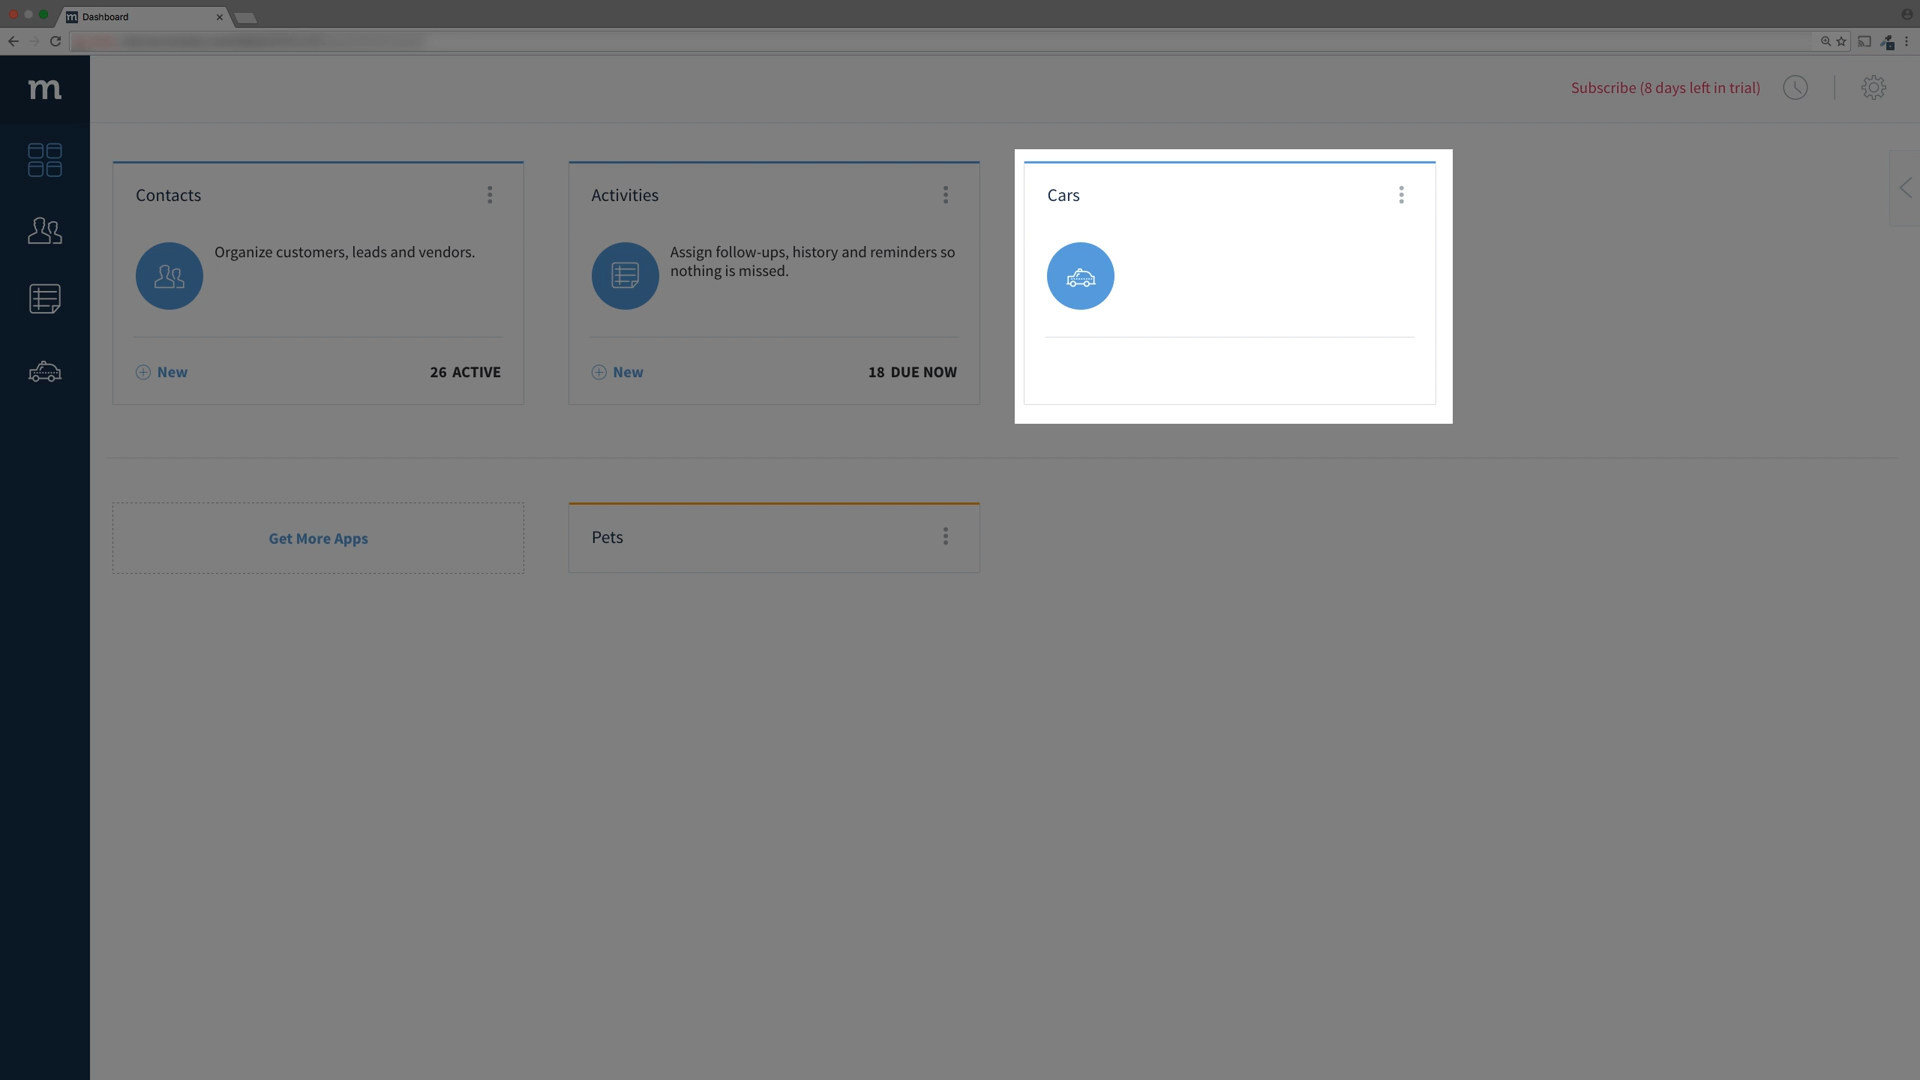 Dashboard
m
Subscribe (8 days left in trial)
Contacts
Organize customers, leads and vendors.
New
26 ACTIVE
Activities
Assign follow-ups, history and reminders so
nothing is missed.
New
18 DUE NOW
Cars
Get More Apps
Pets